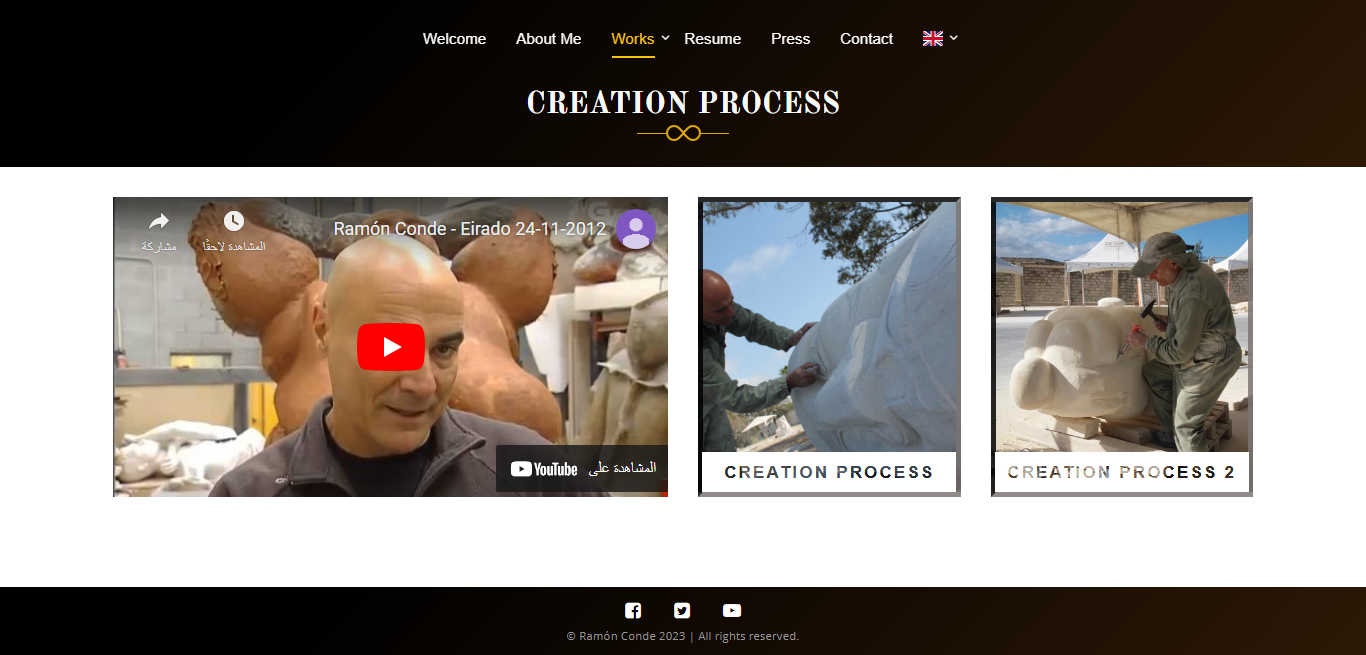 Welcome About Me Works Resume Press Contact
CREATION PROCESS
مشاركة
المشاهدة لاحقًا
Ramón Conde - Eirado 24-11-2012
المشاهدة على YouTube
CREATION PROCESS
CREATION PROCESS 2
© Ramón Conde 2023 | All rights reserved.